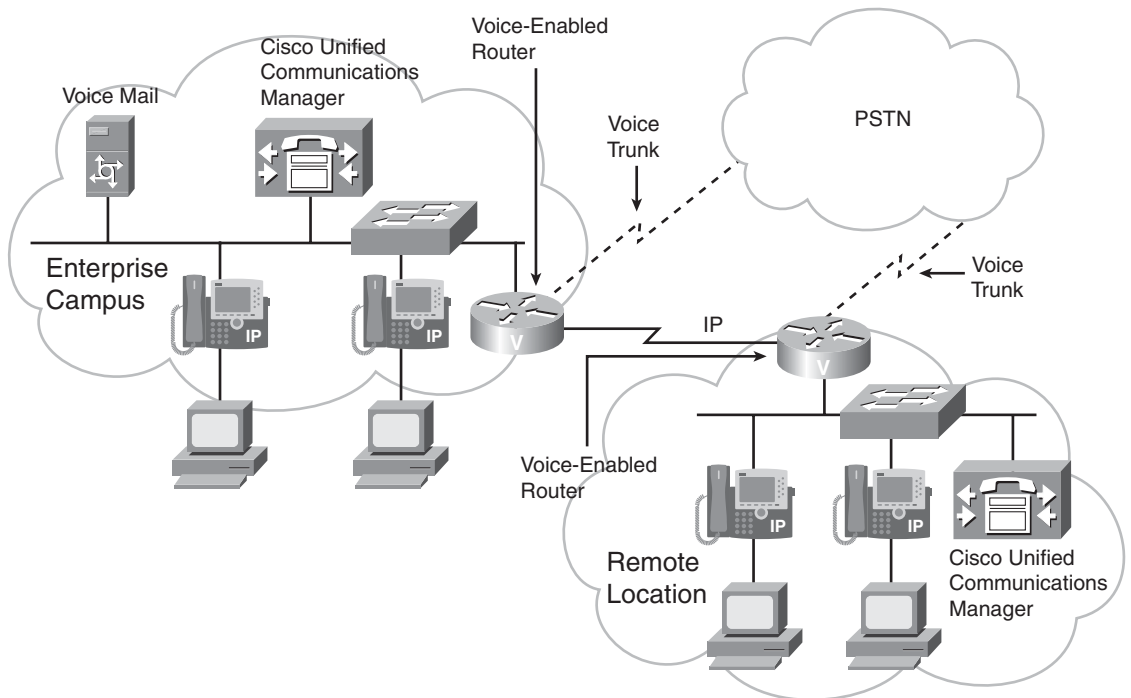 Voice-Enabled
Router
Cisco Unified
Communications
Manager
Voice Mail
PSTN
Voice
Trunk
Enterprise
Campus
IP
IP
V
Voice
Trunk
IP
V
Voice-Enabled
Router
IP
IP
Remote
Location
Cisco Unified
Communications
Manager